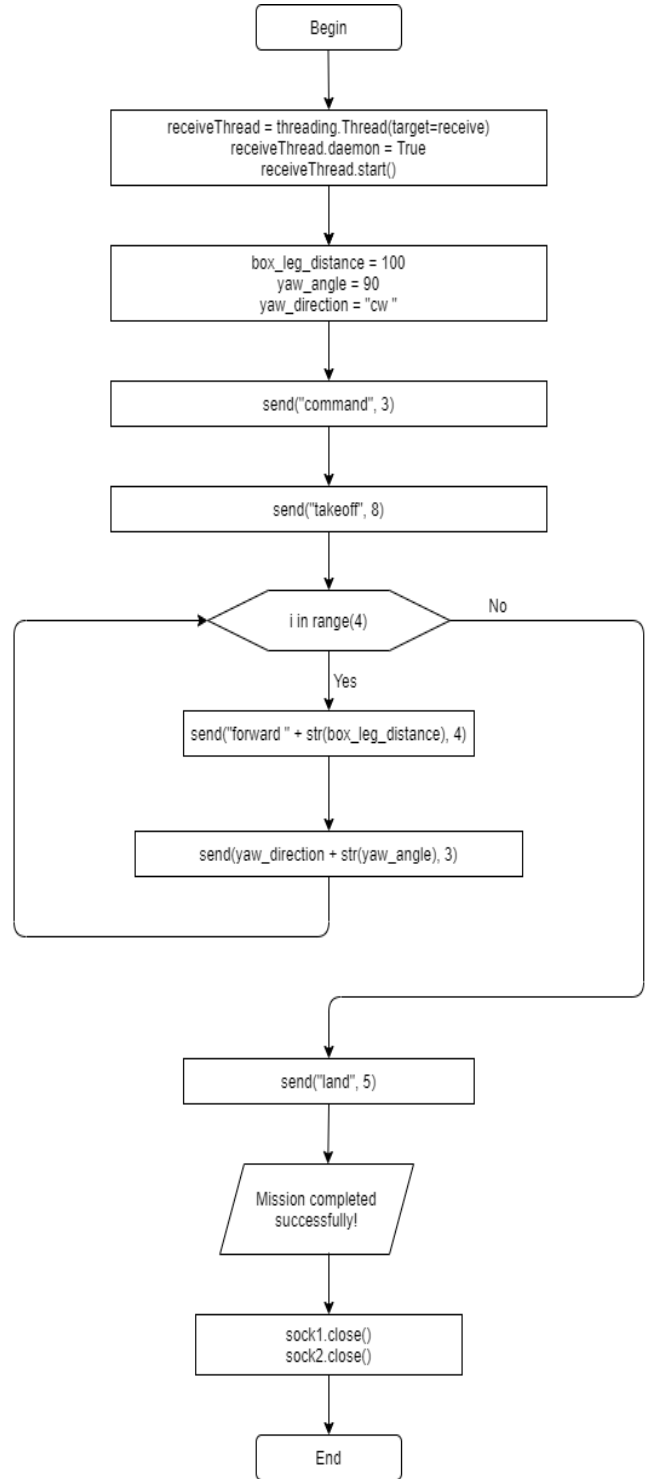 Begin
receiveThread = threading.Thread(target=receive)
receiveThread.daemon = True
receiveThread.start()
box_leg_distance = 100
yaw_angle = 90
yaw_direction = "cw "
send("command", 3)
send("takeoff", 8)
i in range(4)
No
Yes
send("forward " + str(box_leg_distance), 4)
send(yaw_direction + str(yaw_angle), 3)
send("land", 5)
Mission completed
successfully!
sock1.close()
sock2.close()
End